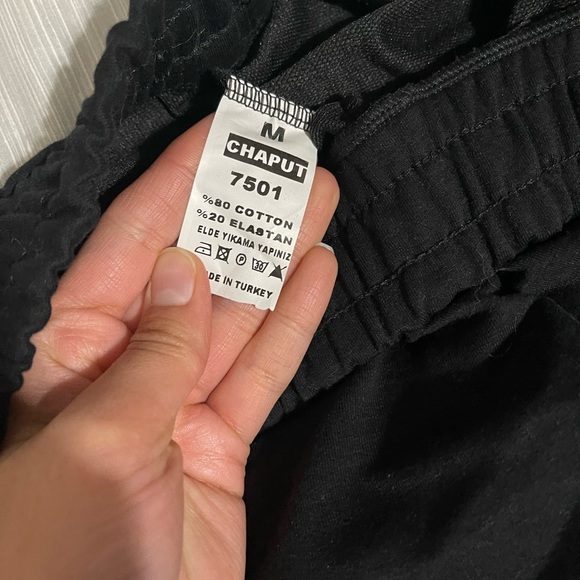 M
CHAPUT
7501
%80 COTTON
%20 ELASTAN
ELDE YIKAMA YAPINIZ
P 30
DE IN TURKEY